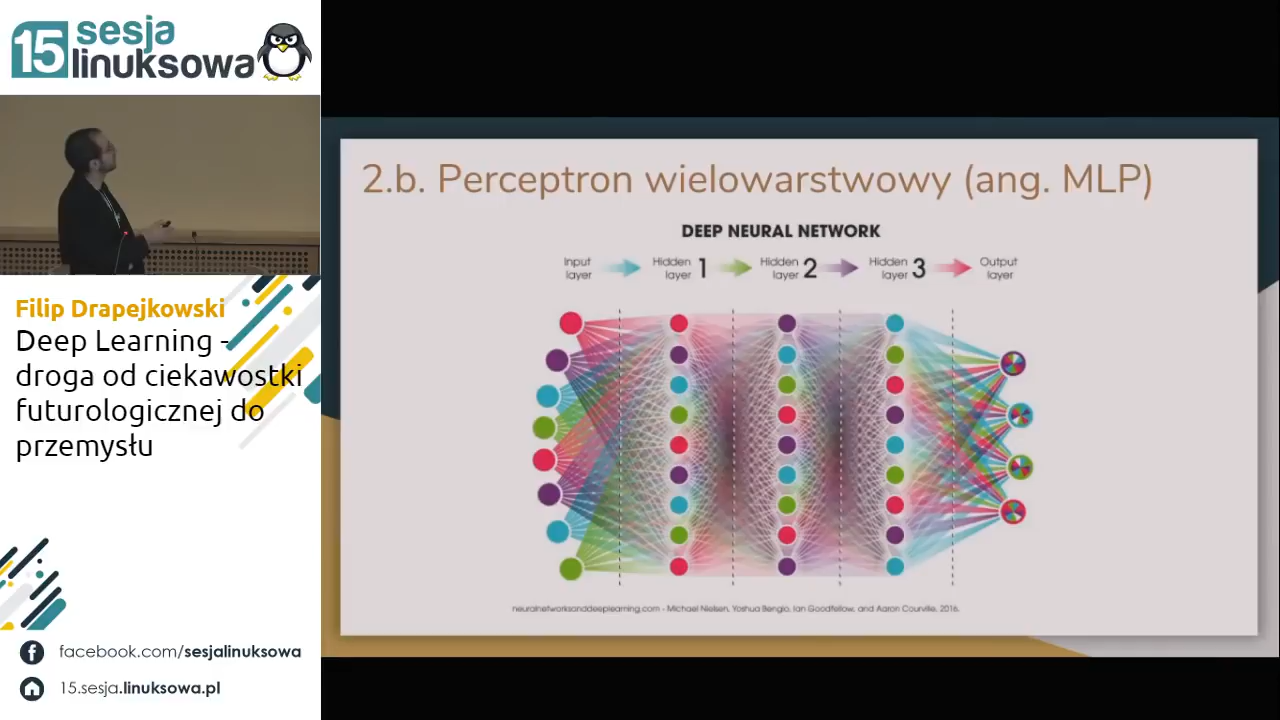 15 sesja
linuksowa
Filip Drapejkowski
Deep Learning -
droga od ciekawostki
futurologicznej do
przemysłu
facebook.com/sesjalinuksowa
15.sesja.linuksowa.pl
2.b. Perceptron wielowarstwowy (ang. MLP)
DEEP NEURAL NETWORK
Input layer
Hidden layer 1
Hidden layer 2
Hidden layer 3
Output layer
neuralnetworksanddeeplearning.com - Michael Nielsen, Yoshua Bengio, Ian Goodfellow, and Aaron Courville, 2016.